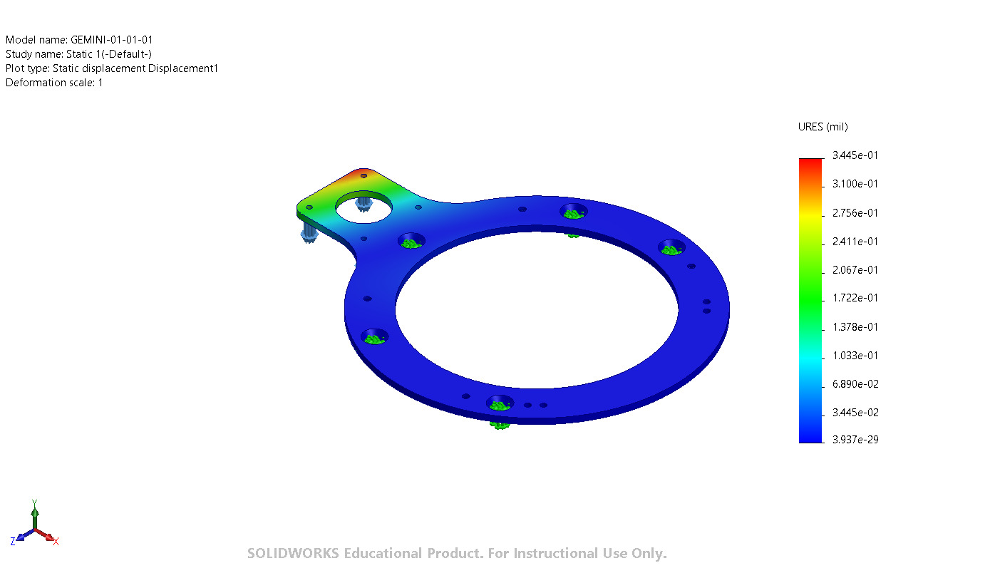 Model name: GEMINI-01-01-01
Study name: Static 1(-Default-)
Plot type: Static displacement Displacement1
Deformation scale: 1
URES (mil)
3.445e-01
3.100e-01
2.756e-01
2.411e-01
2.067e-01
1.722e-01
1.378e-01
1.033e-01
6.890e-02
3.445e-02
3.937e-29
Y
Z
X
SOLIDWORKS Educational Product. For Instructional Use Only.